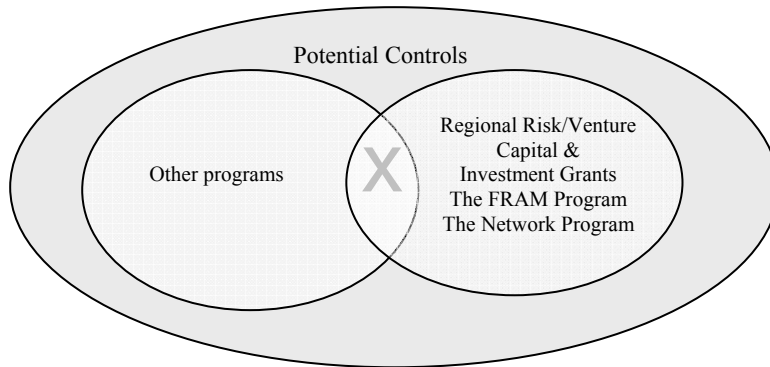 Potential Controls
Other programs
X
Regional Risk/Venture
Capital &
Investment Grants
The FRAM Program
The Network Program